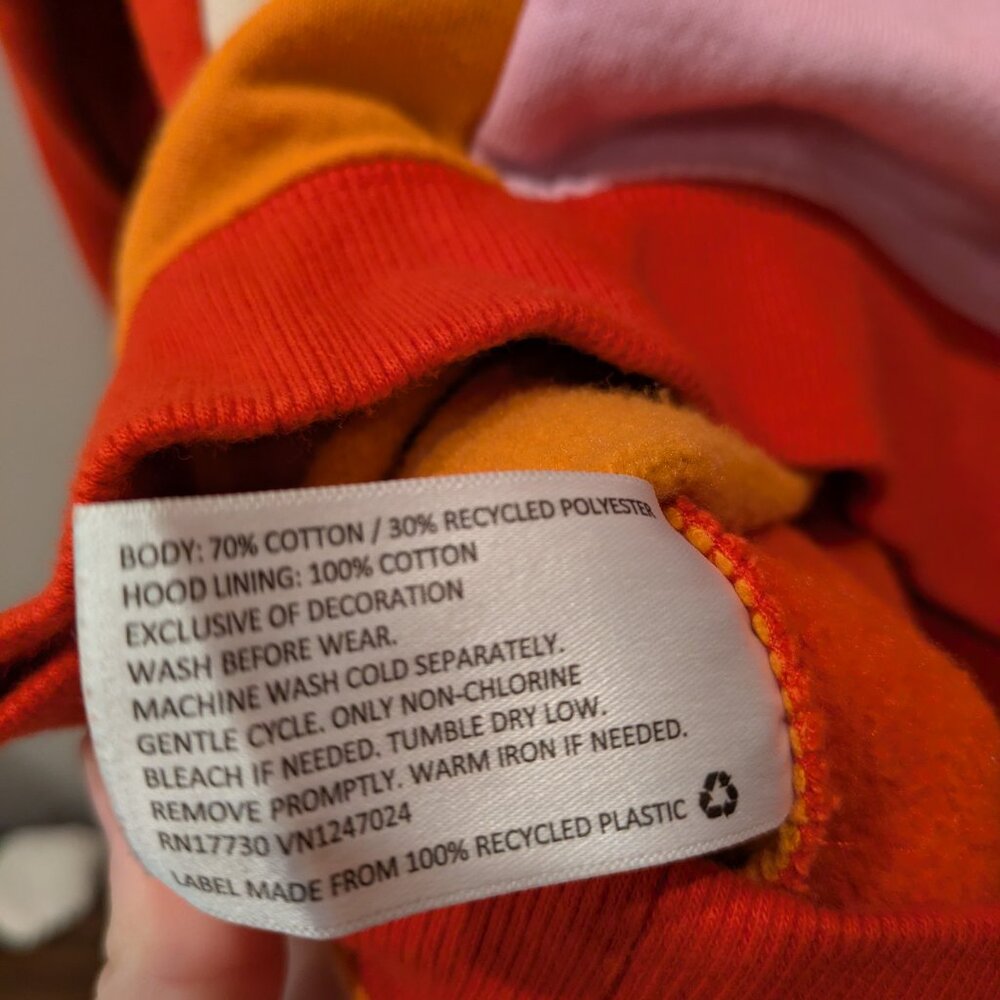 BODY: 70% COTTON / 30% RECYCLED POLYESTER
HOOD LINING: 100% COTTON
EXCLUSIVE OF DECORATION
WASH BEFORE WEAR.
MACHINE WASH COLD SEPARATELY.
GENTLE CYCLE. ONLY NON-CHLORINE
BLEACH IF NEEDED. TUMBLE DRY LOW.
REMOVE PROMPTLY. WARM IRON IF NEEDED.
RN17730 VN1247024
LABEL MADE FROM 100% RECYCLED PLASTIC